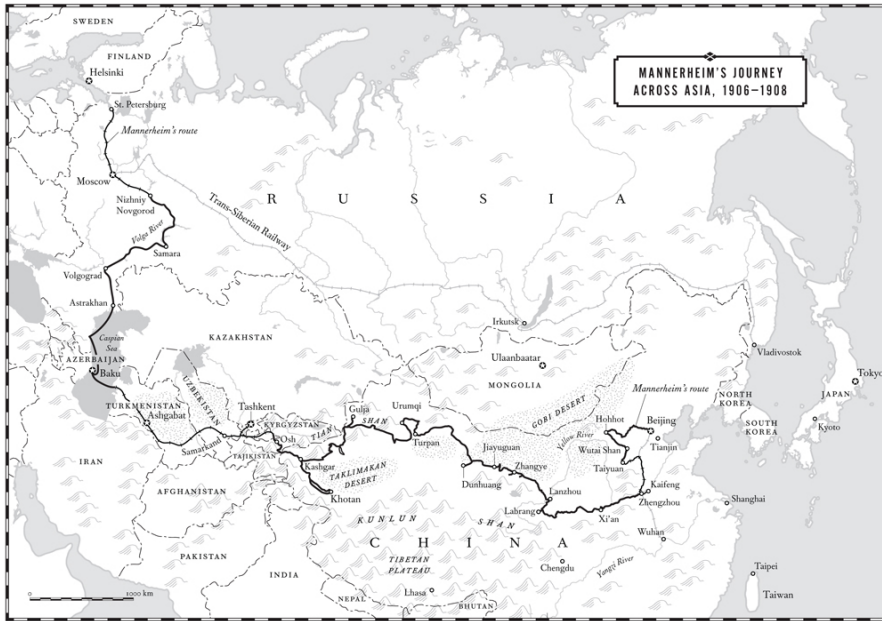 SWEDEN
FINLAND
Helsinki
MANNERHEIM'S JOURNEY
ACROSS ASIA, 1906–1908
St. Petersburg
Mannerheim's route
Moscow
Nizhniy
Novgorod
R U S S I A
Trans-Siberian Railway
Volga River
Samara
Volgograd
Astrakhan
Irkutsk
Caspian
Sea
KAZAKHSTAN
AZERBAIJAN
Baku
Ulaanbaatar
MONGOLIA
Vladivostok
Tokyo
JAPAN
Kyoto
NORTH
KOREA
SOUTH
KOREA
UZBEKISTAN
TURKMENISTAN
Ashgabat
Tashkent
KYRGYZSTAN
Gulja
Urumqi
GORI DESERT
Mannerheim's route
Hohhot
Beijing
Tianjin
Samarkand
Osh
TIAN
SHAN
Turpan
Jiayuguan
Yellow River
Wutai Shan
Taiyuan
TAJIKISTAN
Kashgar
TAKLIMAKAN
DESERT
Khotan
Dunhuang
Zhangye
Lanzhou
Kaifeng
Zhengzhou
IRAN
AFGHANISTAN
Labrang
Xi'an
Shanghai
KUNLUN
SHAN
C H I N A
Wuhan
PAKISTAN
TIBETAN
PLATEAU
Chengdu
Yangzi River
INDIA
Lhasa
NEPAL
BHUTAN
Taipei
Taiwan
0
1000 km